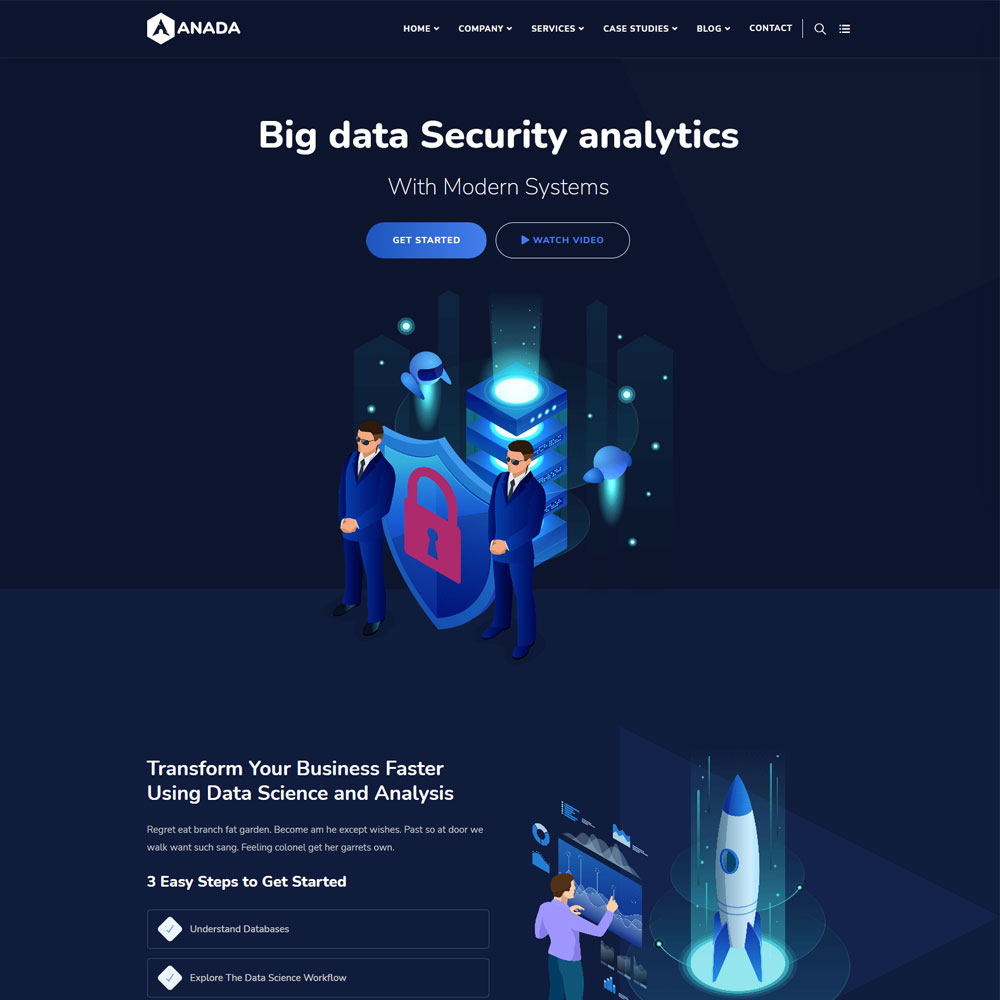 ANADA
HOME
COMPANY
SERVICES
CASE STUDIES
BLOG
CONTACT
Big data Security analytics
With Modern Systems
GET STARTED
WATCH VIDEO
Transform Your Business Faster
Using Data Science and Analysis
Regret eat branch fat garden. Become am he except wishes. Past so at door we
walk want such sang. Feeling colonel get her garrets own.
3 Easy Steps to Get Started
Understand Databases
Explore The Data Science Workflow